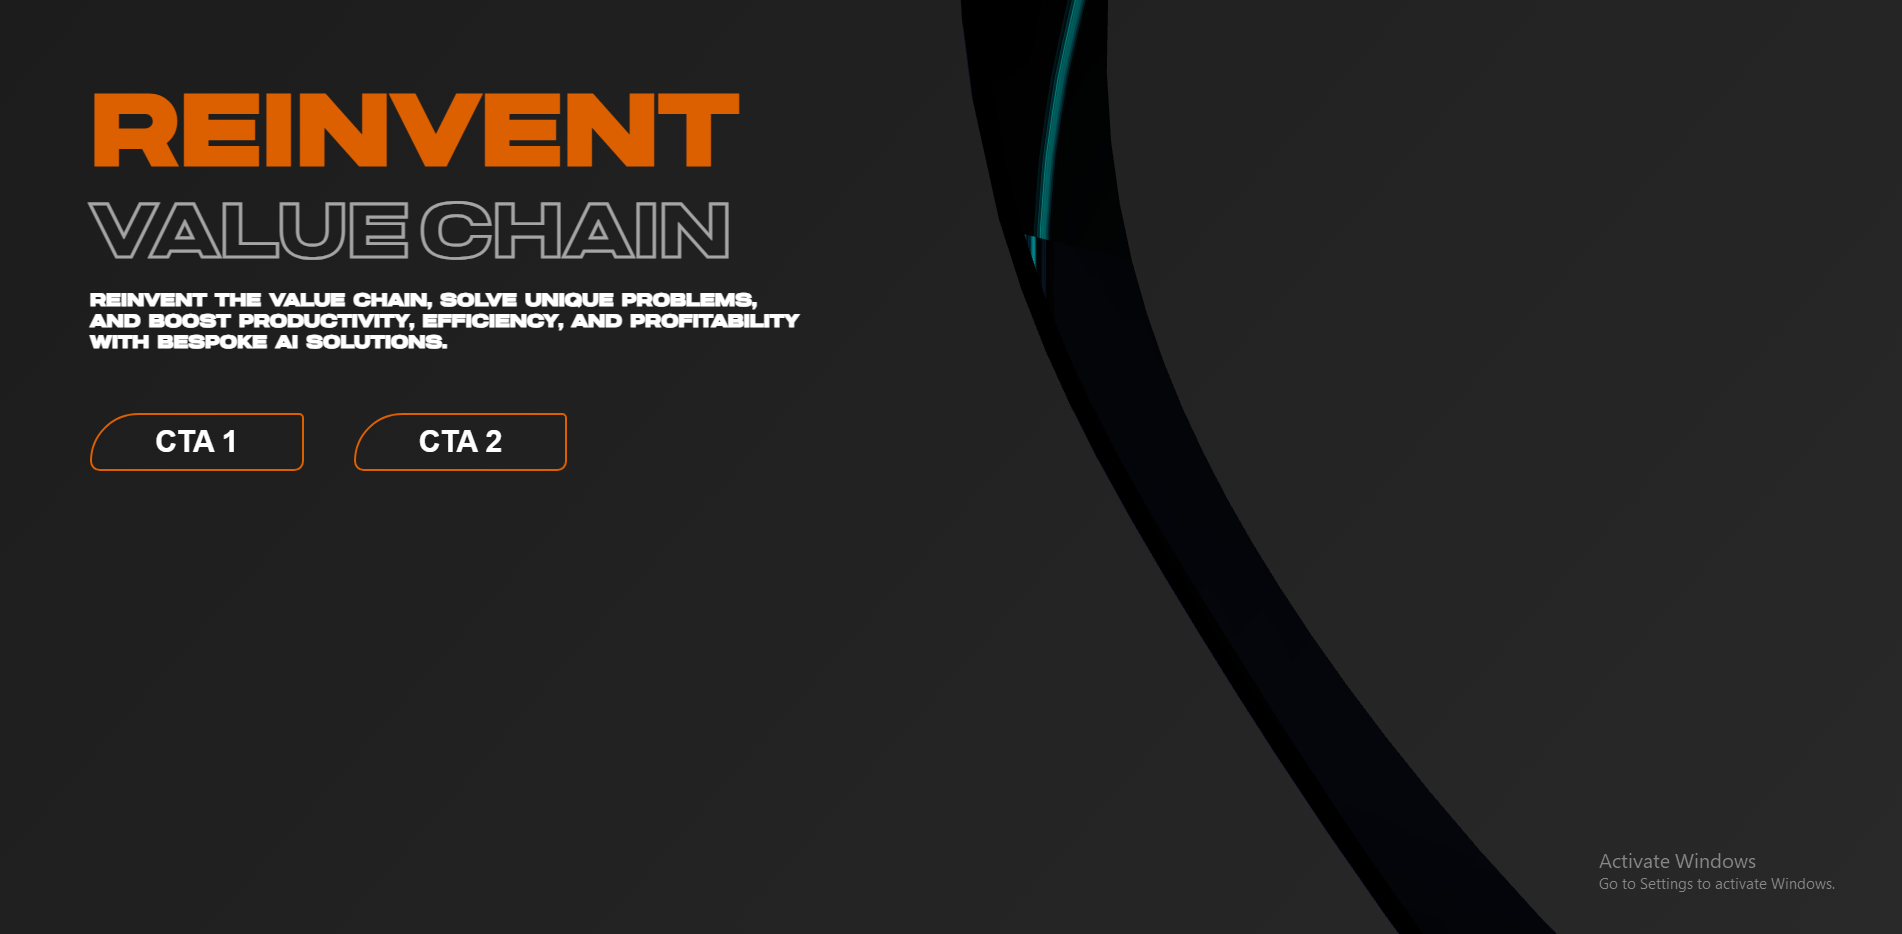 REINVENT
VALUE CHAIN
REINVENT THE VALUE CHAIN, SOLVE UNIQUE PROBLEMS,
AND BOOST PRODUCTIVITY, EFFICIENCY, AND PROFITABILITY
WITH BESPOKE AI SOLUTIONS.
CTA 1
CTA 2
Activate Windows
Go to Settings to activate Windows.